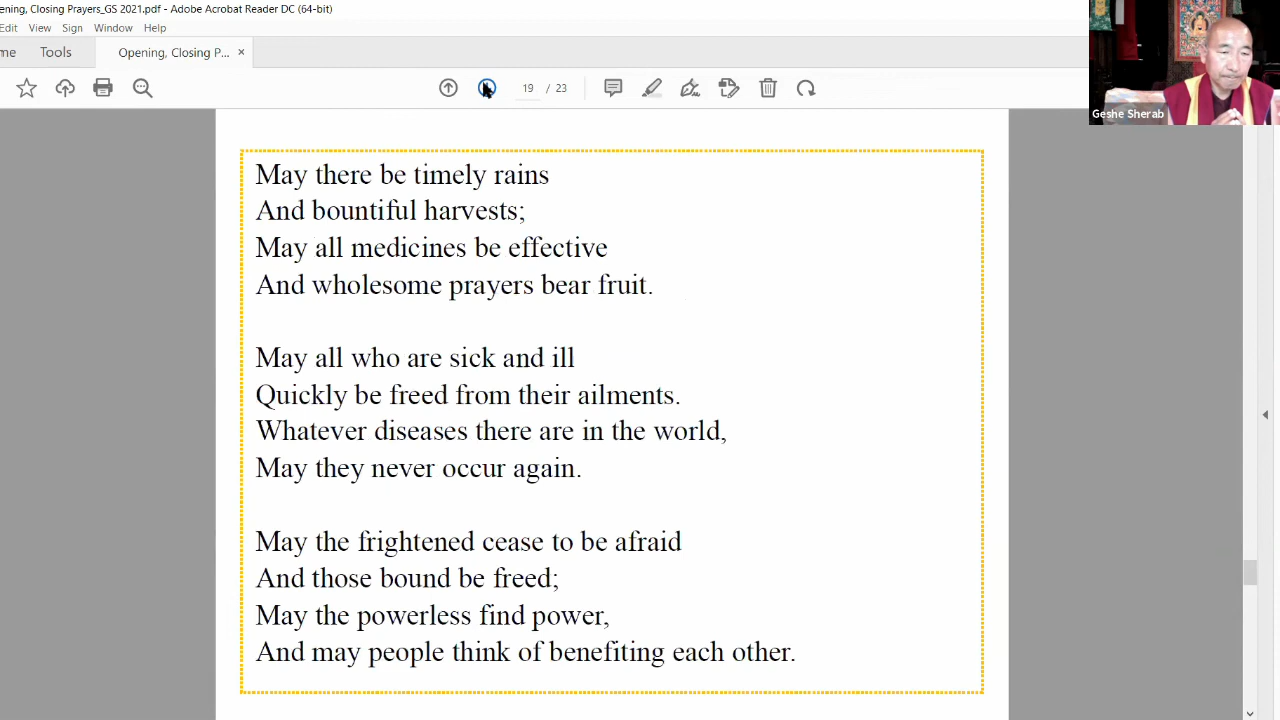 ening, Closing Prayers_GS 2021.pdf - Adobe Acrobat Reader DC (64-bit)
Edit View Sign Window Help
me Tools Opening, Closing P... ×
19 / 23
Geshe Sherab
May there be timely rains
And bountiful harvests;
May all medicines be effective
And wholesome prayers bear fruit.
May all who are sick and ill
Quickly be freed from their ailments.
Whatever diseases there are in the world,
May they never occur again.
May the frightened cease to be afraid
And those bound be freed;
May the powerless find power,
And may people think of benefiting each other.